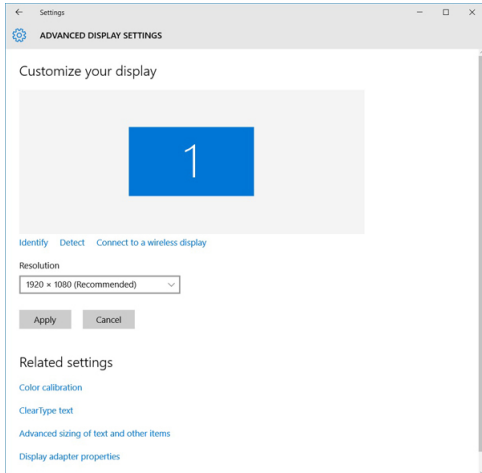 Settings
ADVANCED DISPLAY SETTINGS
Customize your display
1
Identify Detect Connect to a wireless display
Resolution
1920 × 1080 (Recommended)
Apply Cancel
Related settings
Color calibration
ClearType text
Advanced sizing of text and other items
Display adapter properties